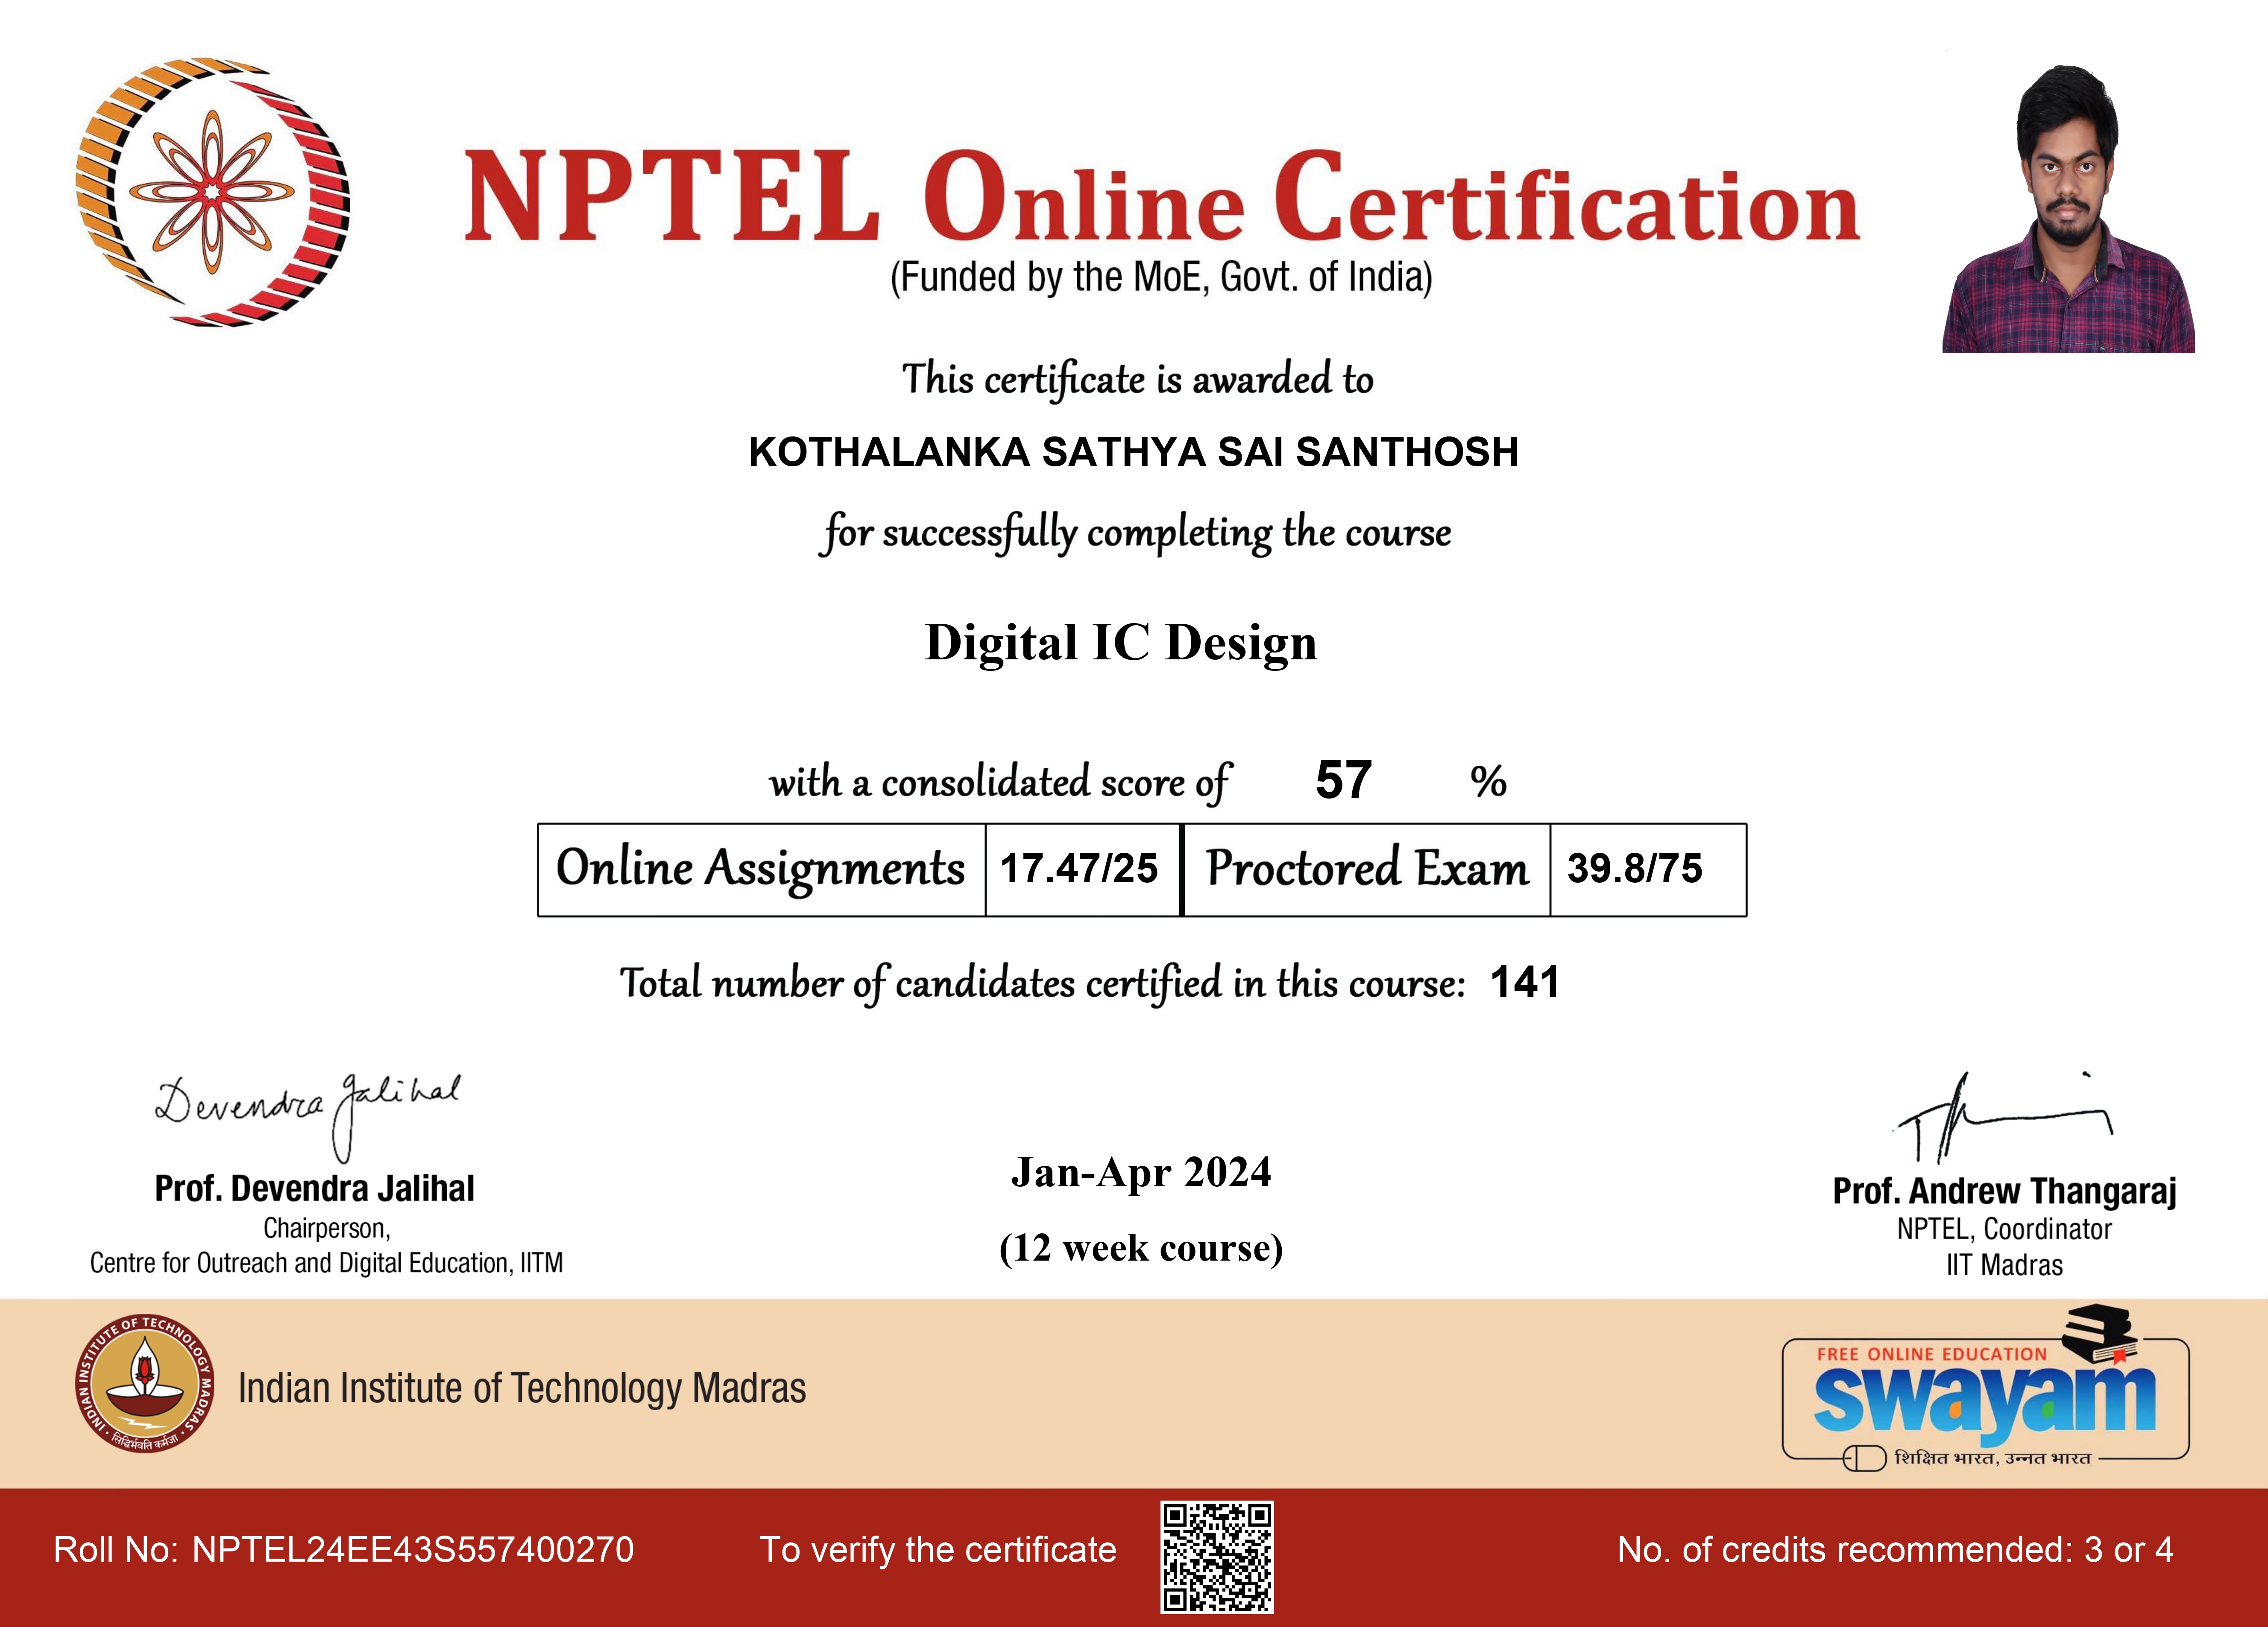 NPTEL Online Certification
(Funded by the MoE, Govt. of India)
This certificate is awarded to
KOTHALANKA SATHYA SAI SANTHOSH
for successfully completing the course
Digital IC Design
with a consolidated score of 57 %
Online Assignments 17.47/25 Proctored Exam 39.8/75
Total number of candidates certified in this course: 141
Devendra Jalihal
Prof. Devendra Jalihal
Chairperson,
Centre for Outreach and Digital Education, IITM
Jan-Apr 2024
(12 week course)
Prof. Andrew Thangaraj
NPTEL, Coordinator
IIT Madras
INDIAN INSTITUTE OF TECHNOLOGY MADRAS
सिद्धिर्भवति कर्मजा
Indian Institute of Technology Madras
FREE ONLINE EDUCATION
swayam
शिक्षित भारत, उन्नत भारत
Roll No: NPTEL24EE43S557400270
To verify the certificate
No. of credits recommended: 3 or 4